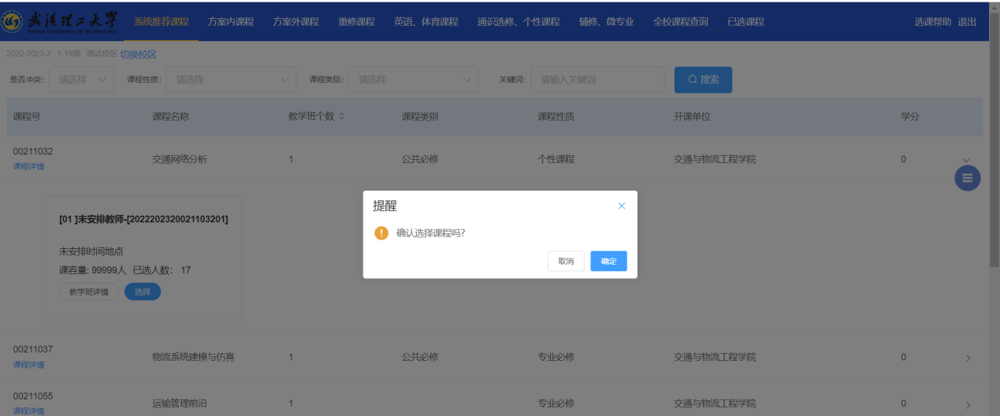 武汉理工大学 系统推荐课程 方案内课程 方案外课程 重修课程 英语、体育课程 通识选修、个性课程 辅修、微专业 全校课程查询 已选课程 选课帮助 退出
WUHAN UNIVERSITY OF TECHNOLOGY
2022-2023-2 1-19周 测试校区 切换校区
是否冲突: 请选择 课程性质: 请选择 课程类别: 请选择 关键词: 请输入关键词 搜索
课程号 课程名称 教学班个数 课程类别 课程性质 开课单位 学分
00211032
课程详情 交通网络分析 1 公共必修 个性课程 交通与物流工程学院 0
提醒
[01 ]未安排教师-[2022202320021103201]
确认选择课程吗?
未安排时间地点
取消 确定
课容量: 99999人 已选人数: 17
教学班详情 选择
00211037
课程详情 物流系统建模与仿真 1 公共必修 专业必修 交通与物流工程学院 0
00211055
课程详情 运输管理前沿 1 专业必修 交通与物流工程学院 0